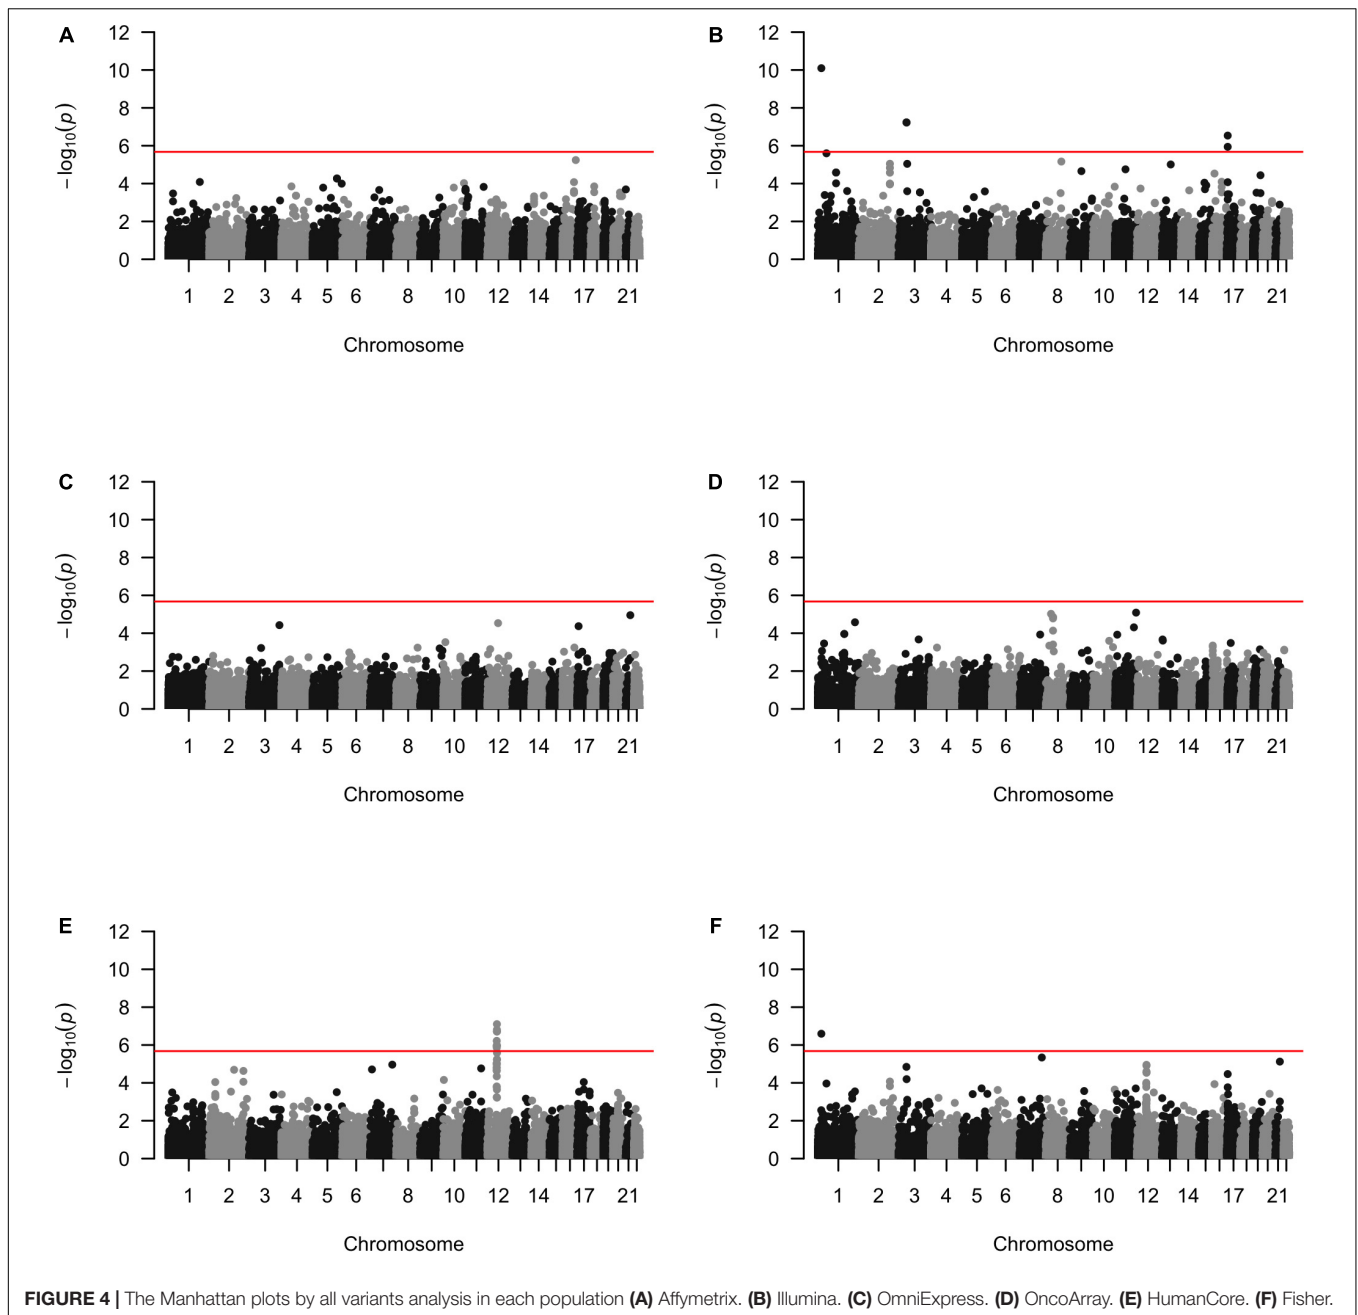 A
B
12
10
8
6
4
2
0
− log10(p)
1 2 3 4 5 6 8 10 12 14 17 21
Chromosome
12
10
8
6
4
2
0
− log10(p)
1 2 3 4 5 6 8 10 12 14 17 21
Chromosome
C
D
12
10
8
6
4
2
0
− log10(p)
1 2 3 4 5 6 8 10 12 14 17 21
Chromosome
12
10
8
6
4
2
0
− log10(p)
1 2 3 4 5 6 8 10 12 14 17 21
Chromosome
E
F
12
10
8
6
4
2
0
− log10(p)
1 2 3 4 5 6 8 10 12 14 17 21
Chromosome
12
10
8
6
4
2
0
− log10(p)
1 2 3 4 5 6 8 10 12 14 17 21
Chromosome
FIGURE 4 | The Manhattan plots by all variants analysis in each population (A) Affymetrix. (B) Illumina. (C) OmniExpress. (D) OncoArray. (E) HumanCore. (F) Fisher.